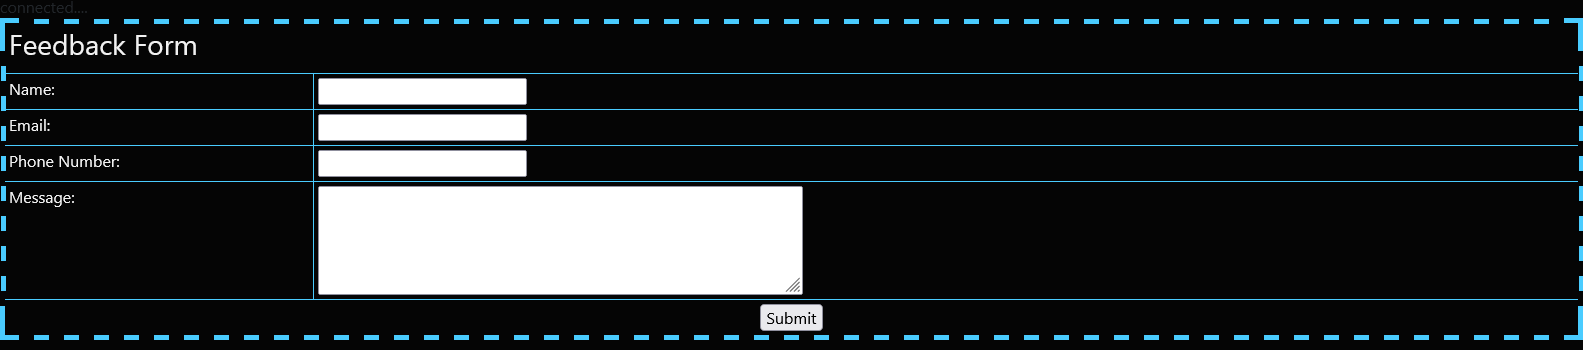 connected....
Feedback Form
Name:
Email:
Phone Number:
Message:
Submit